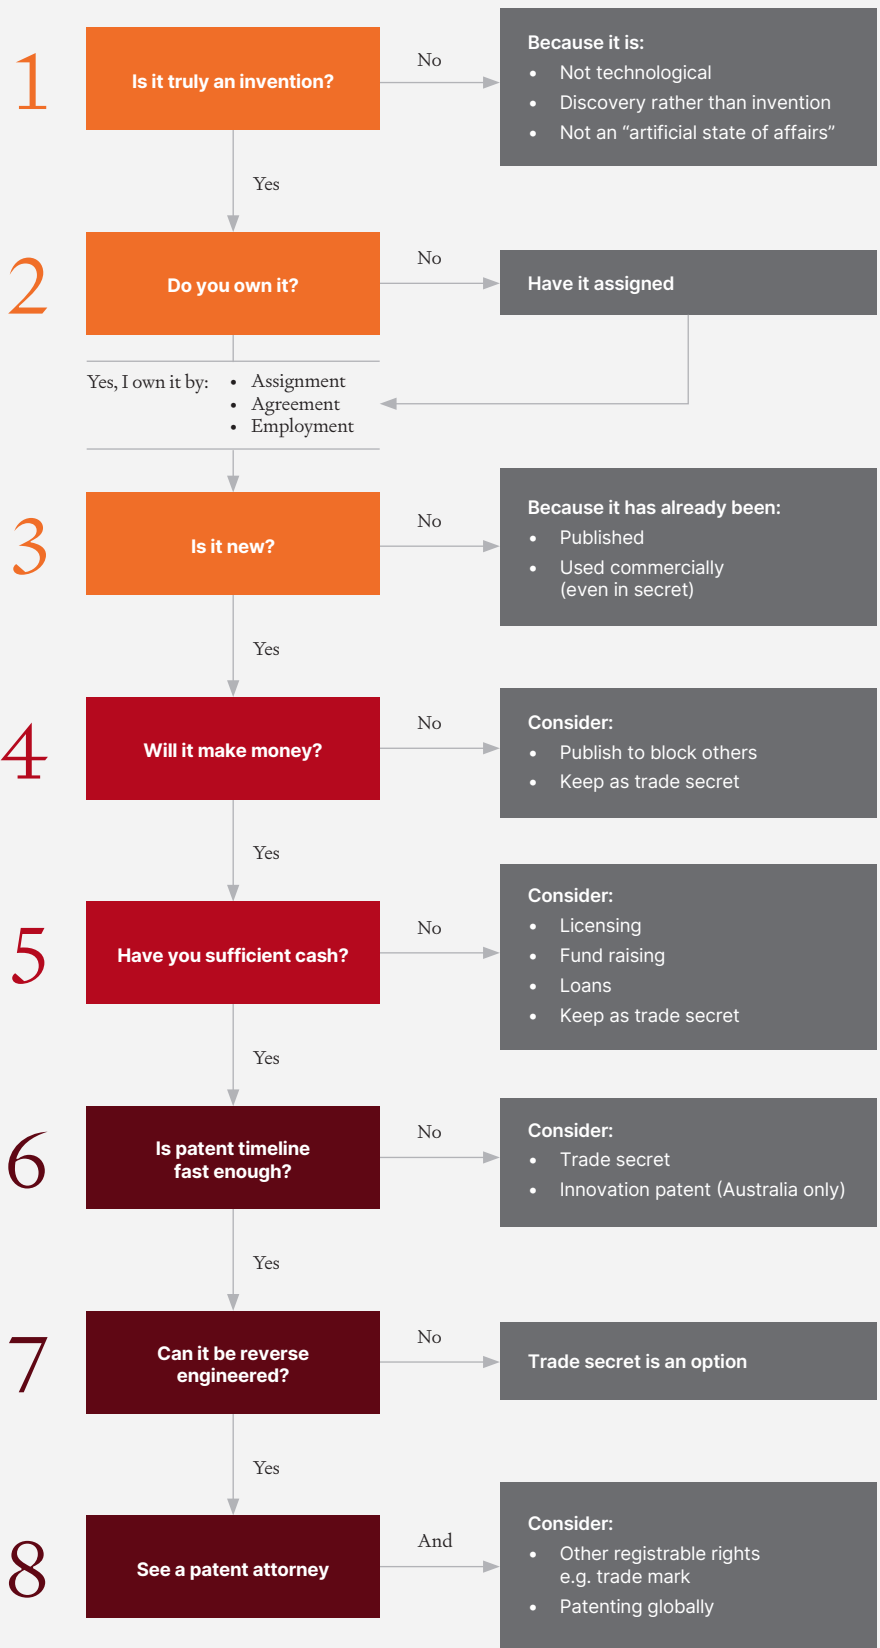 1
Is it truly an invention?
No
Because it is:
• Not technological
• Discovery rather than invention
• Not an “artificial state of affairs”
Yes
2
Do you own it?
No
Have it assigned
Yes, I own it by:
• Assignment
• Agreement
• Employment
3
Is it new?
No
Because it has already been:
• Published
• Used commercially
(even in secret)
Yes
4
Will it make money?
No
Consider:
• Publish to block others
• Keep as trade secret
Yes
5
Have you sufficient cash?
No
Consider:
• Licensing
• Fund raising
• Loans
• Keep as trade secret
Yes
6
Is patent timeline
fast enough?
No
Consider:
• Trade secret
• Innovation patent (Australia only)
Yes
7
Can it be reverse
engineered?
No
Trade secret is an option
Yes
8
See a patent attorney
And
Consider:
• Other registrable rights
e.g. trade mark
• Patenting globally